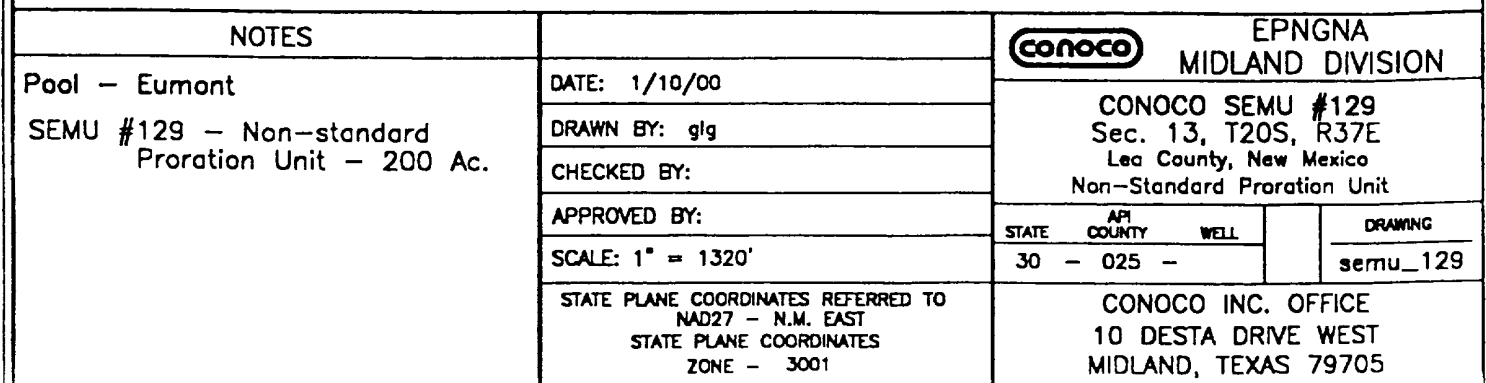 NOTES
Pool – Eumont
SEMU #129 – Non-standard
Proration Unit – 200 Ac.
DATE: 1/10/00
DRAWN BY: glg
CHECKED BY:
APPROVED BY:
SCALE: 1" = 1320'
STATE PLANE COORDINATES REFERRED TO
NAD27 – N.M. EAST
STATE PLANE COORDINATES
ZONE – 3001
conoco
EPNGNA
MIDLAND DIVISION
CONOCO SEMU #129
Sec. 13, T20S, R37E
Lea County, New Mexico
Non-Standard Proration Unit
API
STATE COUNTY WELL
30 – 025 –
DRAWING
semu_129
CONOCO INC. OFFICE
10 DESTA DRIVE WEST
MIDLAND, TEXAS 79705